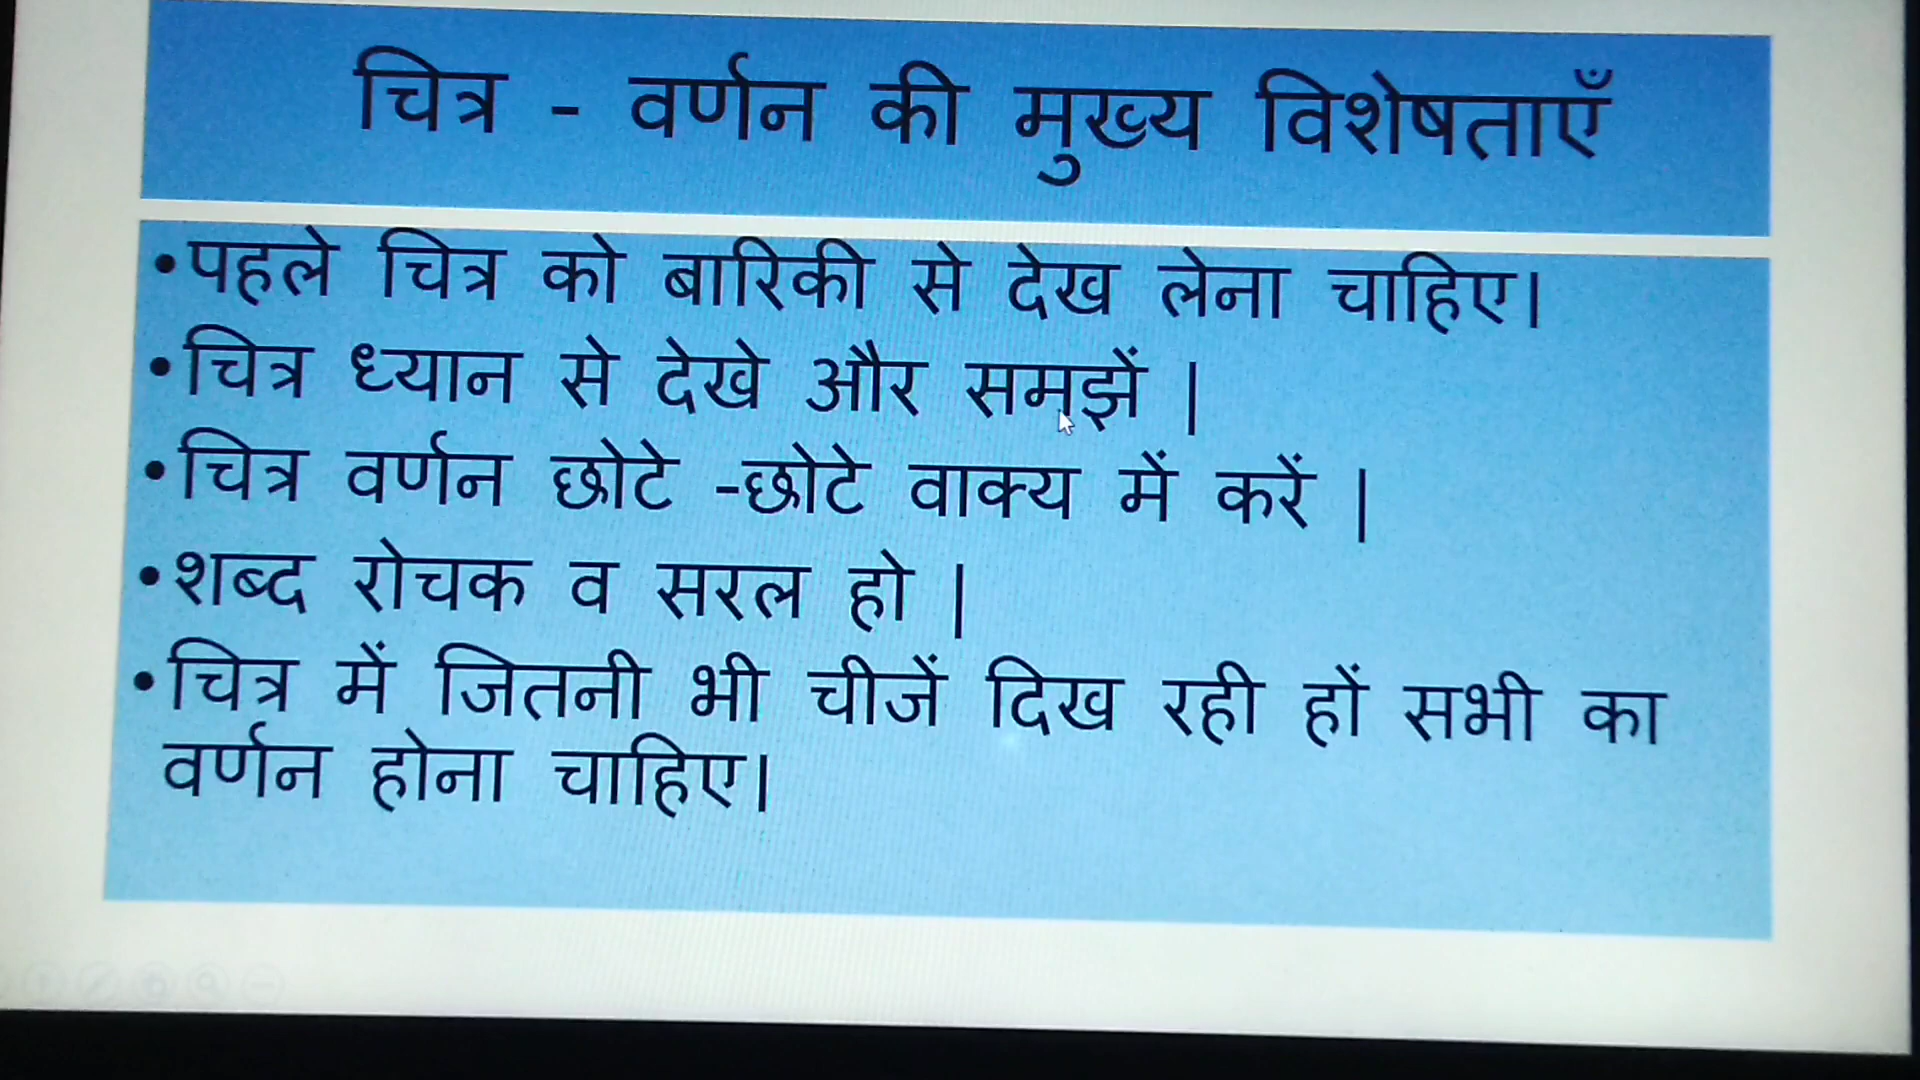 चित्र - वर्णन की मुख्य विशेषताएँ
•पहले चित्र को बारिकी से देख लेना चाहिए।
•चित्र ध्यान से देखे और समझें |
•चित्र वर्णन छोटे -छोटे वाक्य में करें |
•शब्द रोचक व सरल हो |
•चित्र में जितनी भी चीजें दिख रही हों सभी का
वर्णन होना चाहिए।